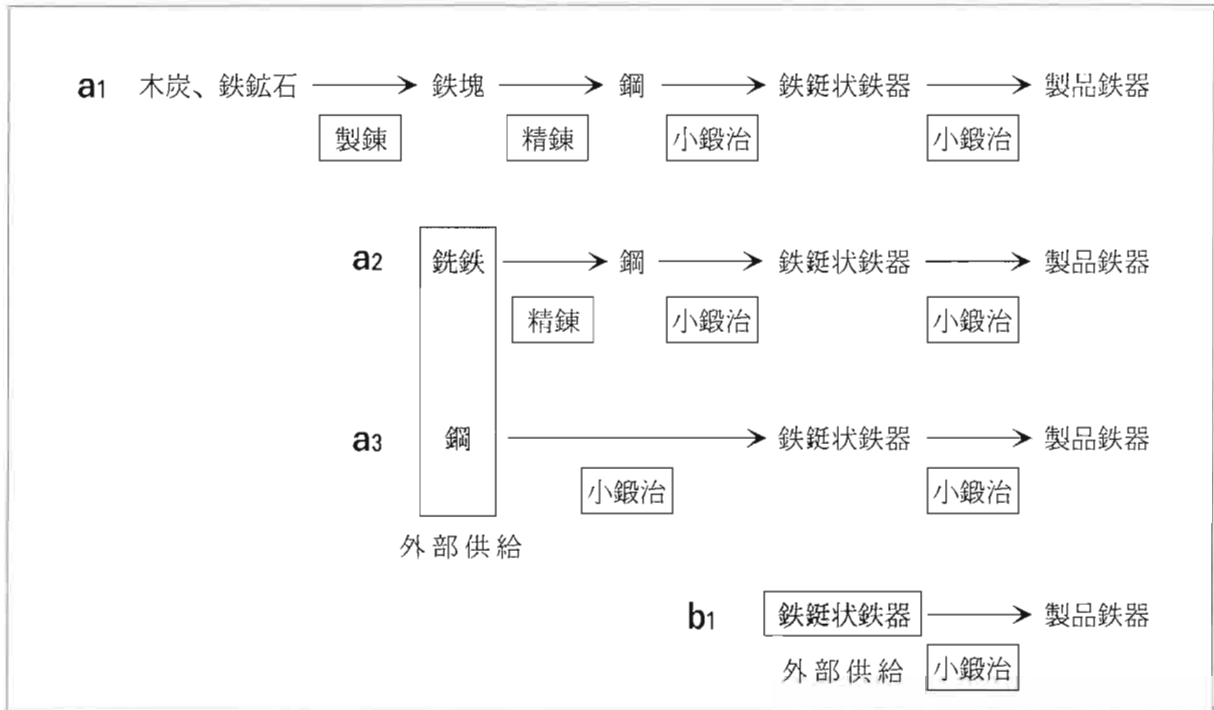 a1 木炭、鉄鉱石 → 鉄塊 → 鋼 → 鉄鋌状鉄器 → 製品鉄器
製錬 精錬 小鍛冶 小鍛冶
a2 銑鉄 → 鋼 → 鉄鋌状鉄器 → 製品鉄器
精錬 小鍛冶 小鍛冶
a3 鋼 → 鉄鋌状鉄器 → 製品鉄器
小鍛冶 小鍛冶
外部供給
b1 鉄鋌状鉄器 → 製品鉄器
外部供給 小鍛冶